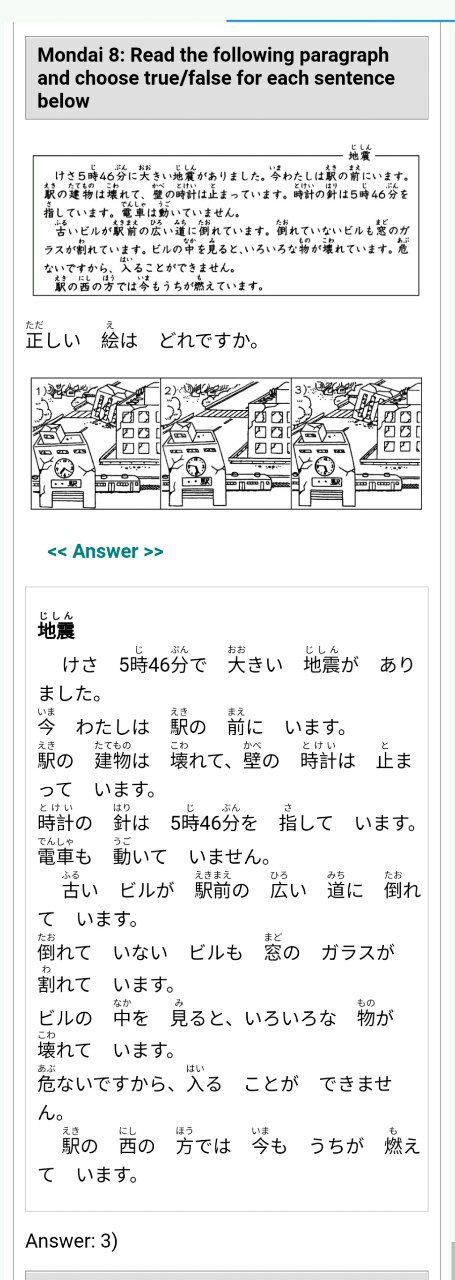 Mondai 8: Read the following paragraph
and choose true/false for each sentence
below
地震
けさ5時46分に大きい地震がありました。今わたしは駅の前にいます。
駅の建物は壊れて、壁の時計は止まっています。時計の針は5時46分を
指しています。電車は動いていません。
古いビルが駅前の広い道に倒れています。倒れていないビルも窓のガ
ラスが割れています。ビルの中を見ると、いろいろな物が壊れています。危
ないですから、入ることができません。
駅の西の方では今もうちが燃えています。
正しい 絵は どれですか。
1) 2) 3)
駅 駅 駅
<< Answer >>
地震
けさ 5時46分で 大きい 地震が あり
ました。
今 わたしは 駅の 前に います。
駅の 建物は 壊れて、壁の 時計は 止ま
って います。
時計の 針は 5時46分を 指して います。
電車も 動いて いません。
古い ビルが 駅前の 広い 道に 倒れ
て います。
倒れて いない ビルも 窓の ガラスが
割れて います。
ビルの 中を 見ると、いろいろな 物が
壊れて います。
危ないですから、入る ことが できませ
ん。
駅の 西の 方では 今も うちが 燃え
て います。
Answer: 3)